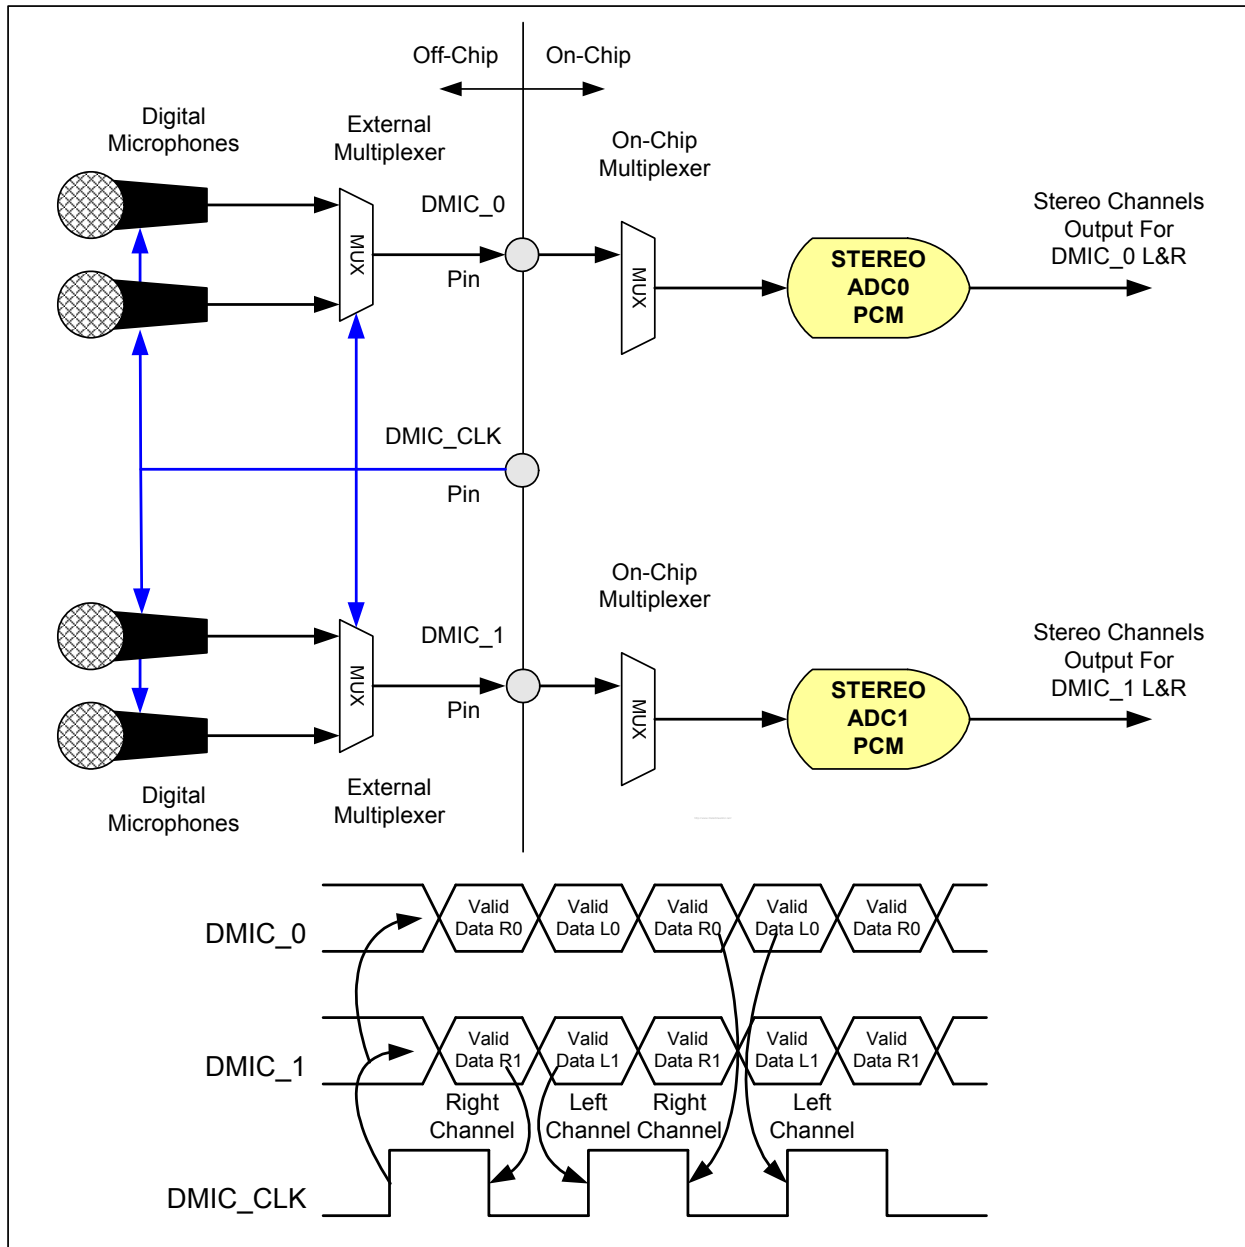 Off-Chip
On-Chip
Digital
Microphones
External
Multiplexer
On-Chip
Multiplexer
DMIC_0
MUX
Pin
MUX
STEREO
ADC0
PCM
Stereo Channels
Output For
DMIC_0 L&R
DMIC_CLK
Pin
On-Chip
Multiplexer
DMIC_1
MUX
Pin
MUX
STEREO
ADC1
PCM
Stereo Channels
Output For
DMIC_1 L&R
Digital
Microphones
External
Multiplexer
DMIC_0
Valid
Data R0
Valid
Data L0
Valid
Data R0
Valid
Data L0
Valid
Data R0
DMIC_1
Valid
Data R1
Valid
Data L1
Valid
Data R1
Valid
Data L1
Valid
Data R1
Right
Channel
Left
Channel
Right
Channel
Left
Channel
DMIC_CLK